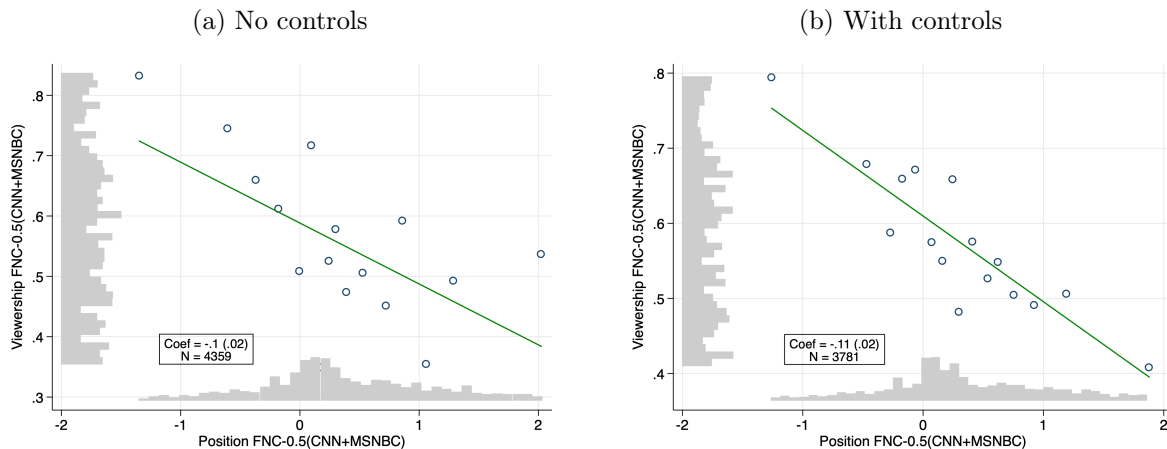 (a) No controls
(b) With controls
Viewership FNC-0.5(CNN+MSNBC)
.8
.7
.6
.5
.4
.3
Coef = -.1 (.02)
N = 4359
-2
-1
0
1
2
Position FNC-0.5(CNN+MSNBC)
Viewership FNC-0.5(CNN+MSNBC)
.8
.7
.6
.5
.4
Coef = -.11 (.02)
N = 3781
-2
-1
0
1
2
Position FNC-0.5(CNN+MSNBC)